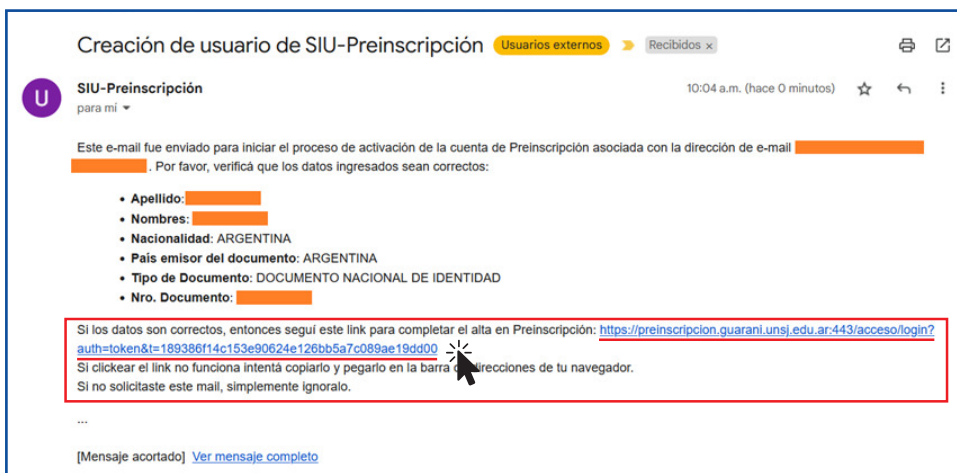 Creación de usuario de SIU-Preinscripción Usuarios externos Recibidos x
U
SIU-Preinscripción 10:04 a.m. (hace 0 minutos)
para mí
Este e-mail fue enviado para iniciar el proceso de activación de la cuenta de Preinscripción asociada con la dirección de e-mail
. Por favor, verificá que los datos ingresados sean correctos:
• Apellido:
• Nombres:
• Nacionalidad: ARGENTINA
• País emisor del documento: ARGENTINA
• Tipo de Documento: DOCUMENTO NACIONAL DE IDENTIDAD
• Nro. Documento:
Si los datos son correctos, entonces seguí este link para completar el alta en Preinscripción: https://preinscripcion.guarani.unsj.edu.ar:443/acceso/login?
auth=token&t=189386f14c153e90624e126bb5a7c089ae19dd00
Si clickear el link no funciona intentá copiarlo y pegarlo en la barra direcciones de tu navegador.
Si no solicitaste este mail, simplemente ignoralo.
...
[Mensaje acortado] Ver mensaje completo